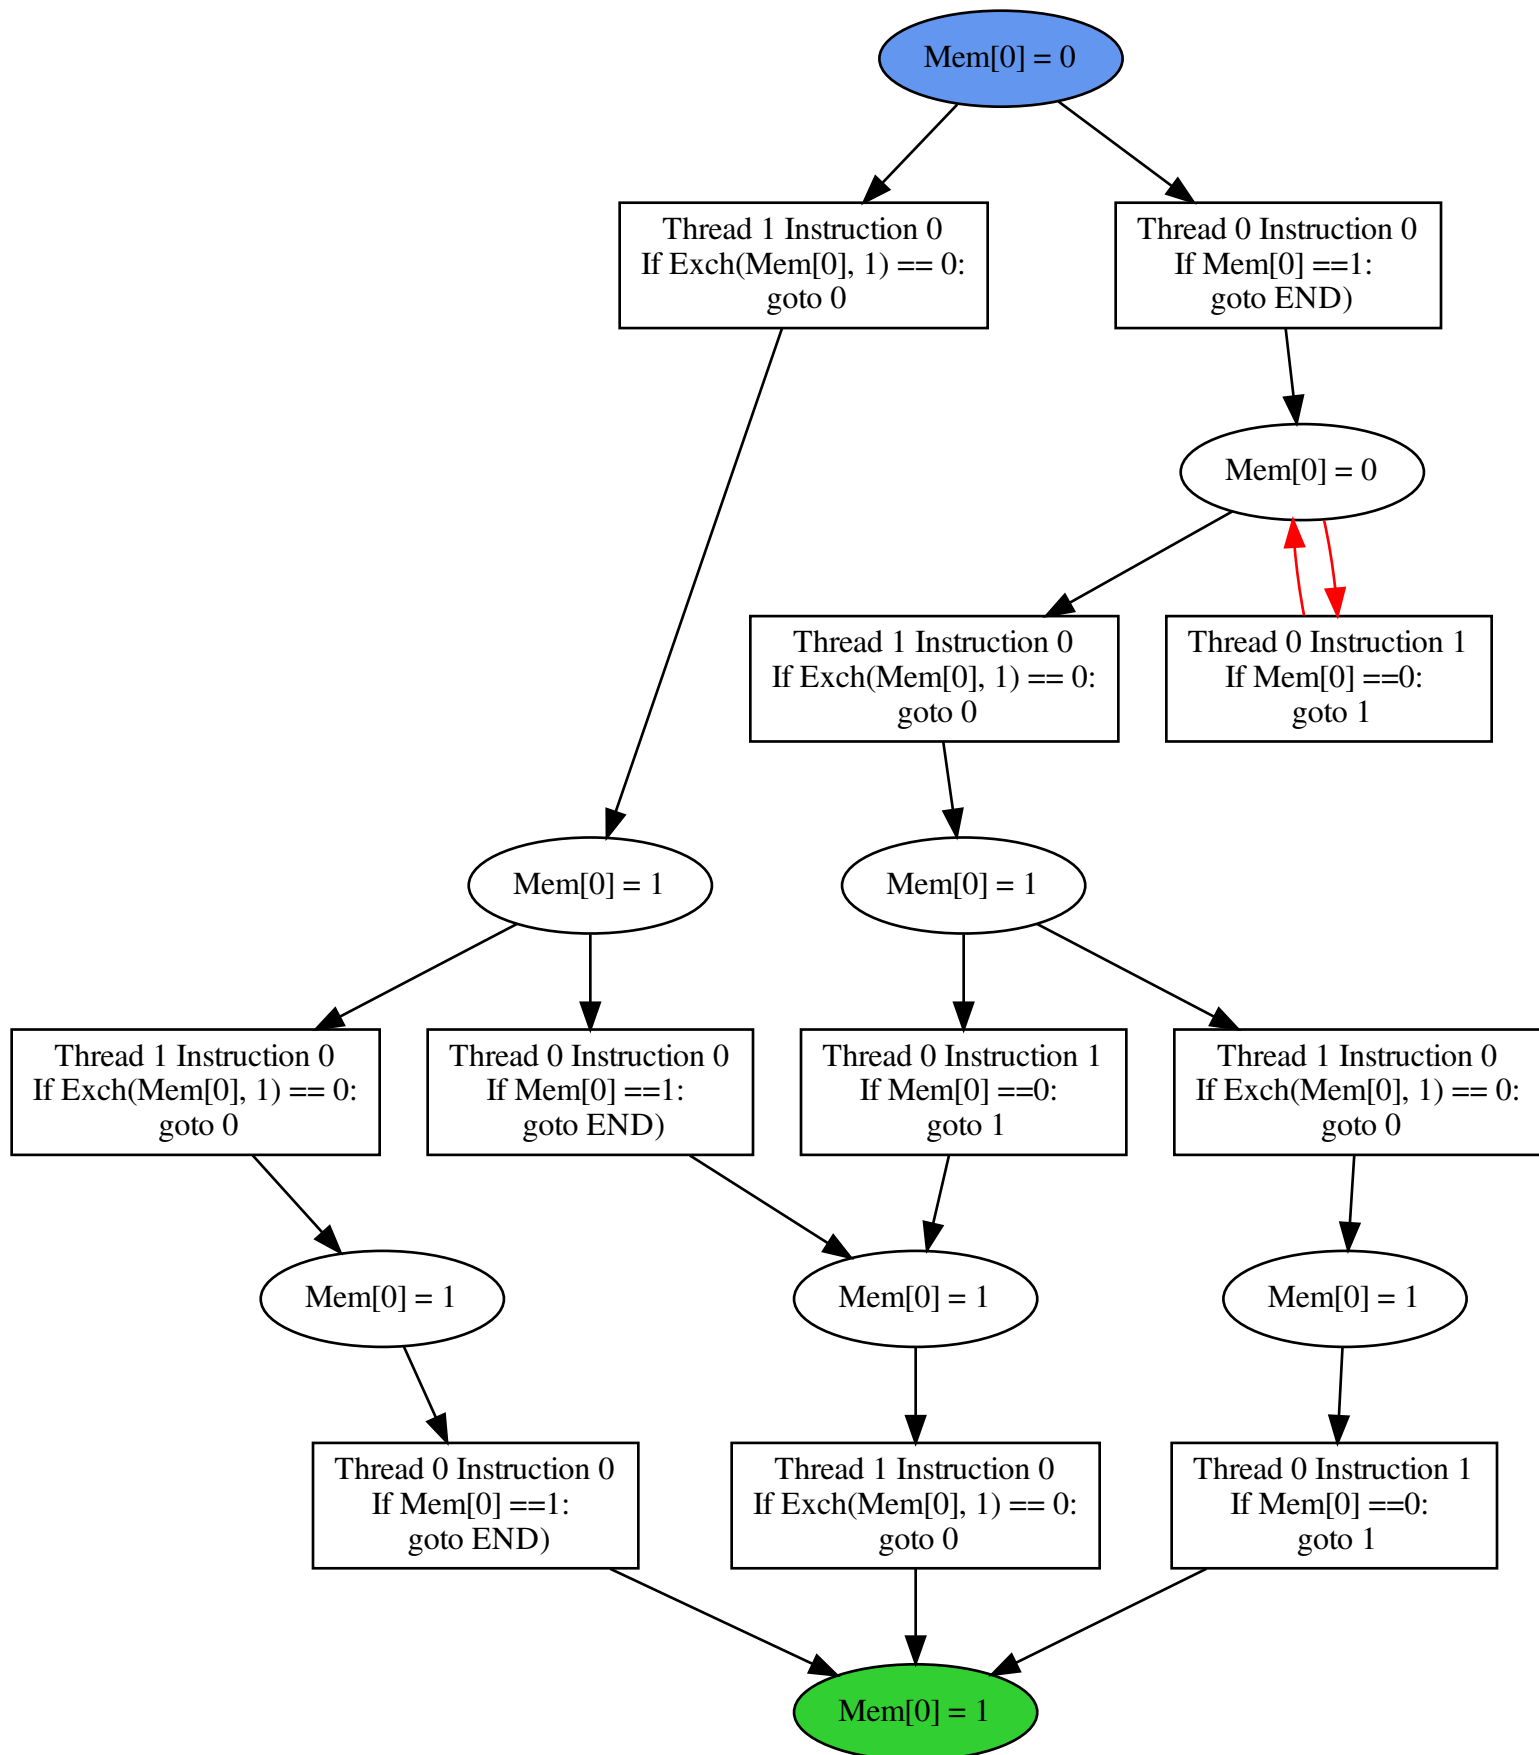 Mem[0] = 0
Thread 1 Instruction 0
If Exch(Mem[0], 1) == 0:
goto 0
Thread 0 Instruction 0
If Mem[0] ==1:
goto END)
Mem[0] = 0
Thread 1 Instruction 0
If Exch(Mem[0], 1) == 0:
goto 0
Thread 0 Instruction 1
If Mem[0] ==0:
goto 1
Mem[0] = 1
Mem[0] = 1
Thread 1 Instruction 0
If Exch(Mem[0], 1) == 0:
goto 0
Thread 0 Instruction 0
If Mem[0] ==1:
goto END)
Thread 0 Instruction 1
If Mem[0] ==0:
goto 1
Thread 1 Instruction 0
If Exch(Mem[0], 1) == 0:
goto 0
Mem[0] = 1
Mem[0] = 1
Mem[0] = 1
Thread 0 Instruction 0
If Mem[0] ==1:
goto END)
Thread 1 Instruction 0
If Exch(Mem[0], 1) == 0:
goto 0
Thread 0 Instruction 1
If Mem[0] ==0:
goto 1
Mem[0] = 1